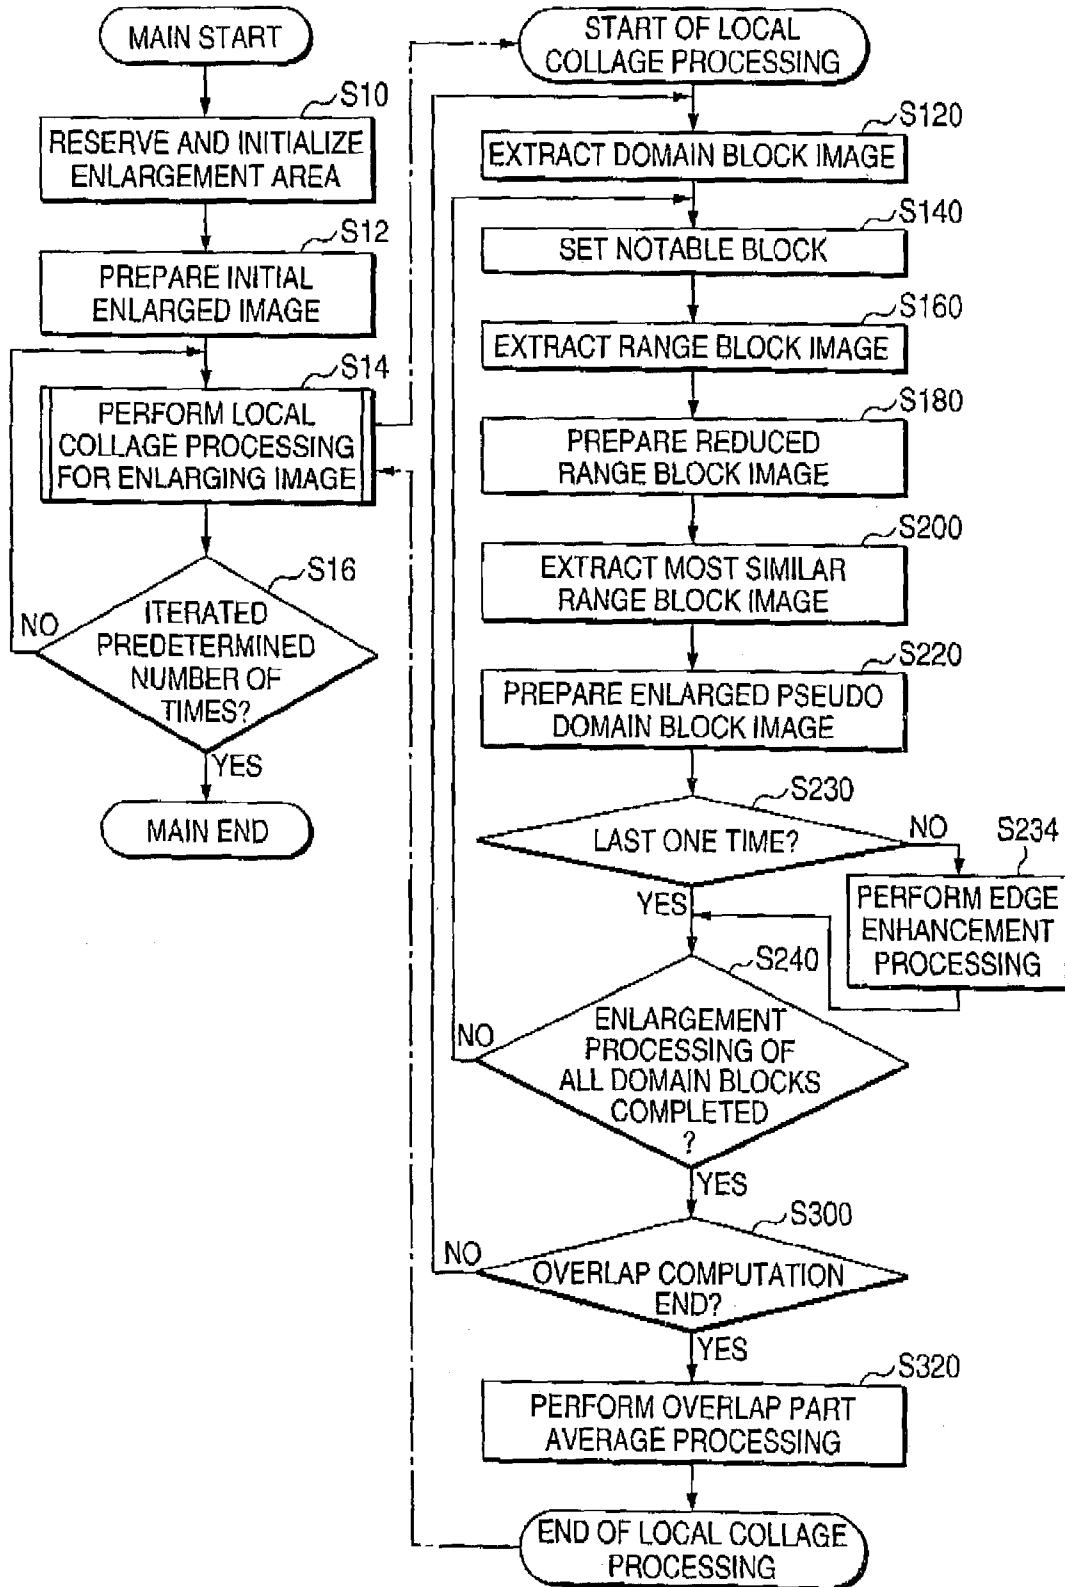 MAIN START
S10
RESERVE AND INITIALIZE
ENLARGEMENT AREA
S12
PREPARE INITIAL
ENLARGED IMAGE
S14
PERFORM LOCAL
COLLAGE PROCESSING
FOR ENLARGING IMAGE
S16
ITERATED
PREDETERMINED
NUMBER OF
TIMES?
NO
YES
MAIN END
START OF LOCAL
COLLAGE PROCESSING
S120
EXTRACT DOMAIN BLOCK IMAGE
S140
SET NOTABLE BLOCK
S160
EXTRACT RANGE BLOCK IMAGE
S180
PREPARE REDUCED
RANGE BLOCK IMAGE
S200
EXTRACT MOST SIMILAR
RANGE BLOCK IMAGE
S220
PREPARE ENLARGED PSEUDO
DOMAIN BLOCK IMAGE
S230
LAST ONE TIME?
NO
YES
S234
PERFORM EDGE
ENHANCEMENT
PROCESSING
S240
ENLARGEMENT
PROCESSING OF
ALL DOMAIN BLOCKS
COMPLETED
?
NO
YES
S300
OVERLAP COMPUTATION
END?
NO
YES
S320
PERFORM OVERLAP PART
AVERAGE PROCESSING
END OF LOCAL COLLAGE
PROCESSING